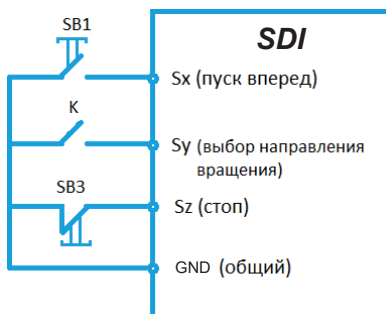 SB1
SDI
Sx (пуск вперед)
K
Sy (выбор направления
вращения)
SB3
Sz (стоп)
GND (общий)